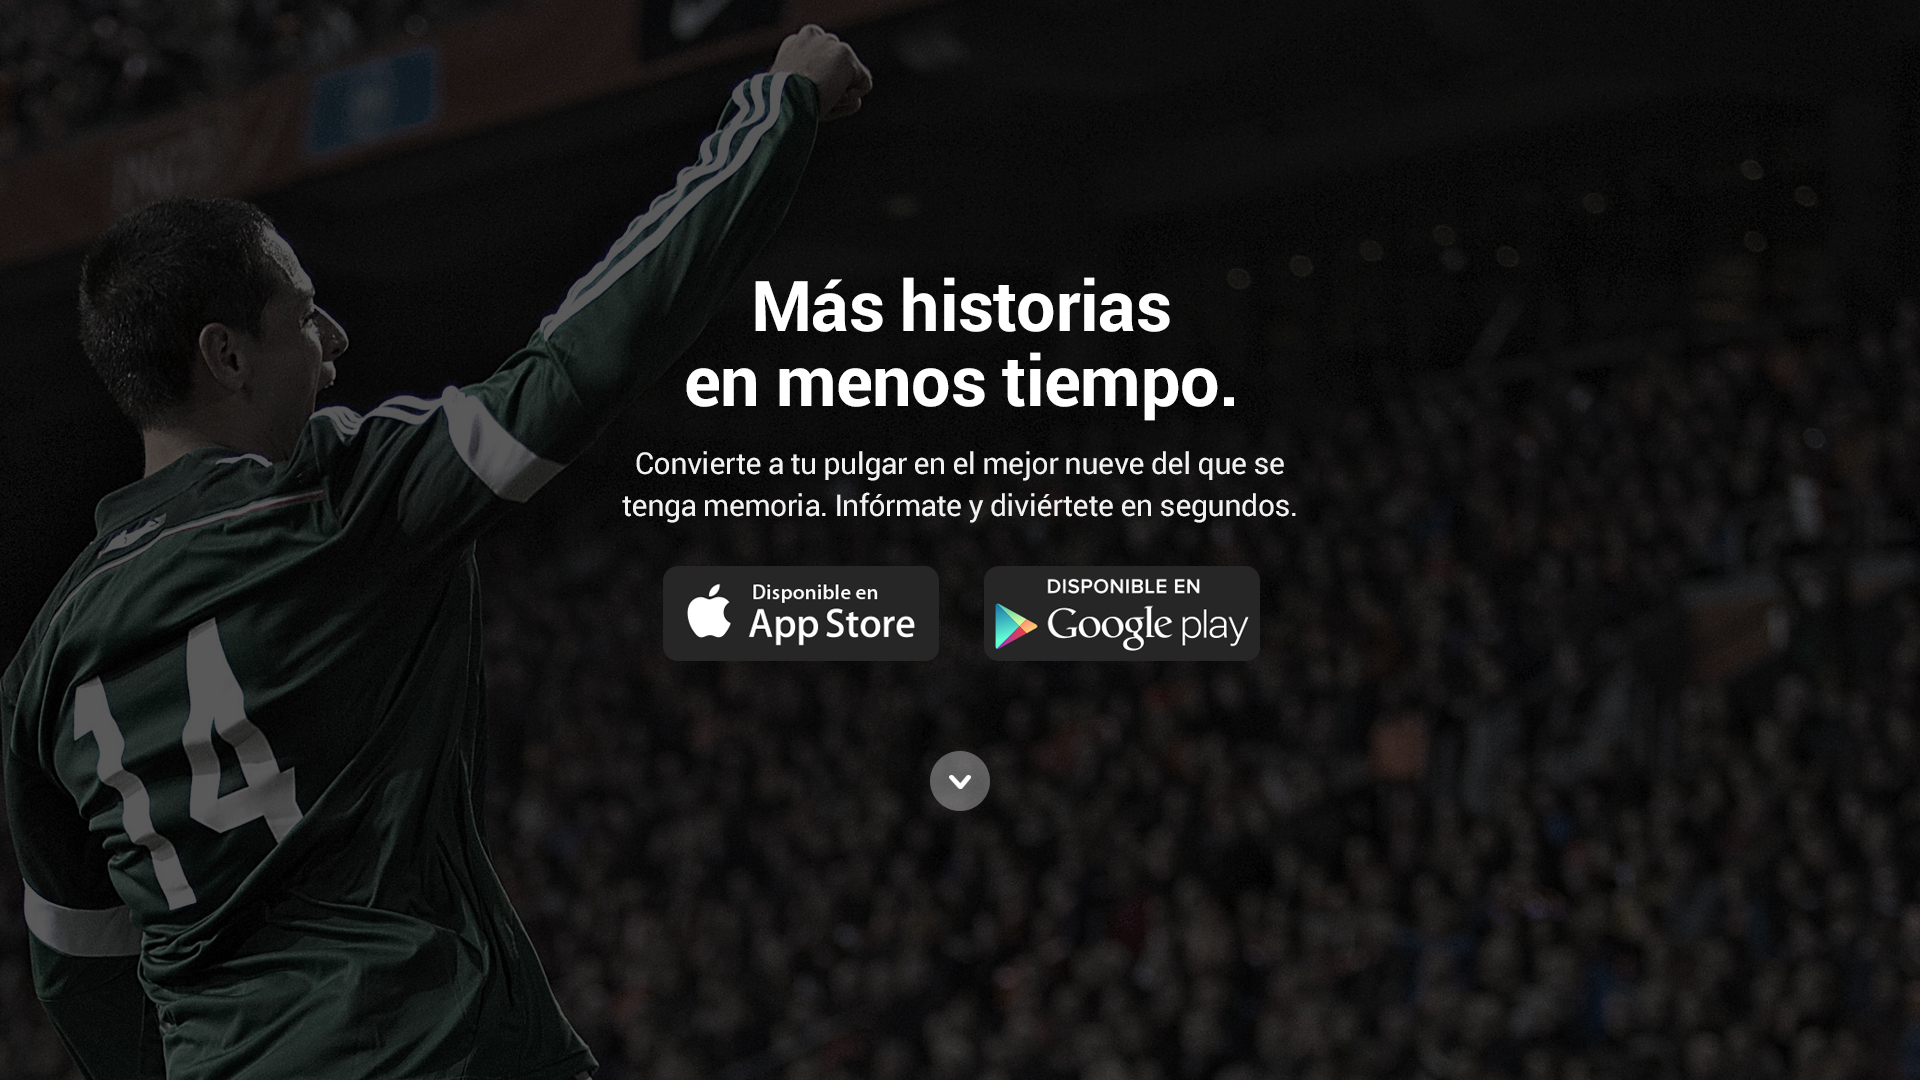 Más historias
en menos tiempo.
Convierte a tu pulgar en el mejor nueve del que se
tenga memoria. Infórmate y diviértete en segundos.
Disponible en
App Store
DISPONIBLE EN
Google play
14